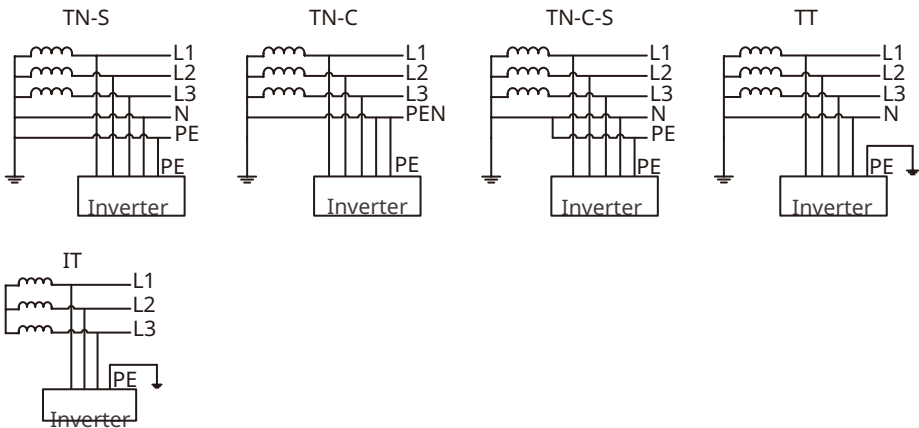 TN-S
L1
L2
L3
N
PE
PE
Inverter
TN-C
L1
L2
L3
PEN
PE
Inverter
TN-C-S
L1
L2
L3
N
PE
PE
Inverter
TT
L1
L2
L3
N
PE
Inverter
IT
L1
L2
L3
PE
Inverter